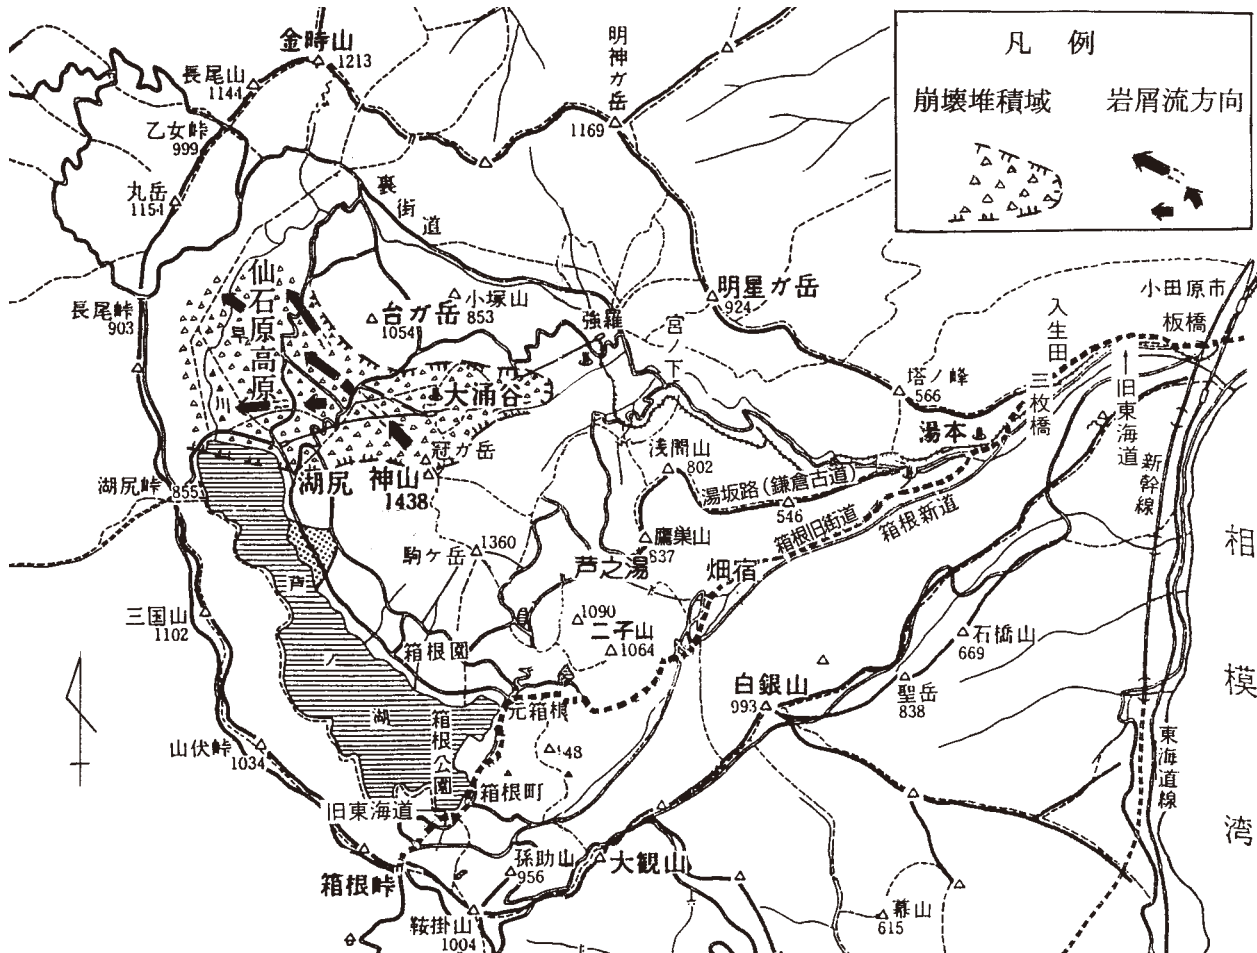 凡 例
崩壊堆積域
岩屑流方向
金時山
1213
長尾山
1144
乙女峠
999
丸岳
1154
長尾峠
903
明神ガ岳
1169
裏街道
仙石原高原
早
川
台ガ岳
1054
小塚山
853
強羅
宮ノ下
明星ガ岳
924
大涌谷
冠ガ岳
神山
1438
湖尻
湖尻峠
855
浅間山
802
湯坂路(鎌倉古道)
546
塔ノ峰
566
湯本
入生田
三枚橋
小田原市
板橋
旧東海道
新幹線
箱根旧街道
箱根新道
鷹巣山
837
芦之湯
畑宿
駒ヶ岳
1360
1090
二子山
1064
芦
ノ
湖
箱根園
元箱根
箱根公園
箱根町
旧東海道
三国山
1102
山伏峠
1034
箱根峠
鞍掛山
1004
孫助山
956
大観山
白銀山
993
聖岳
838
石橋山
669
幕山
615
東海道線
相模湾